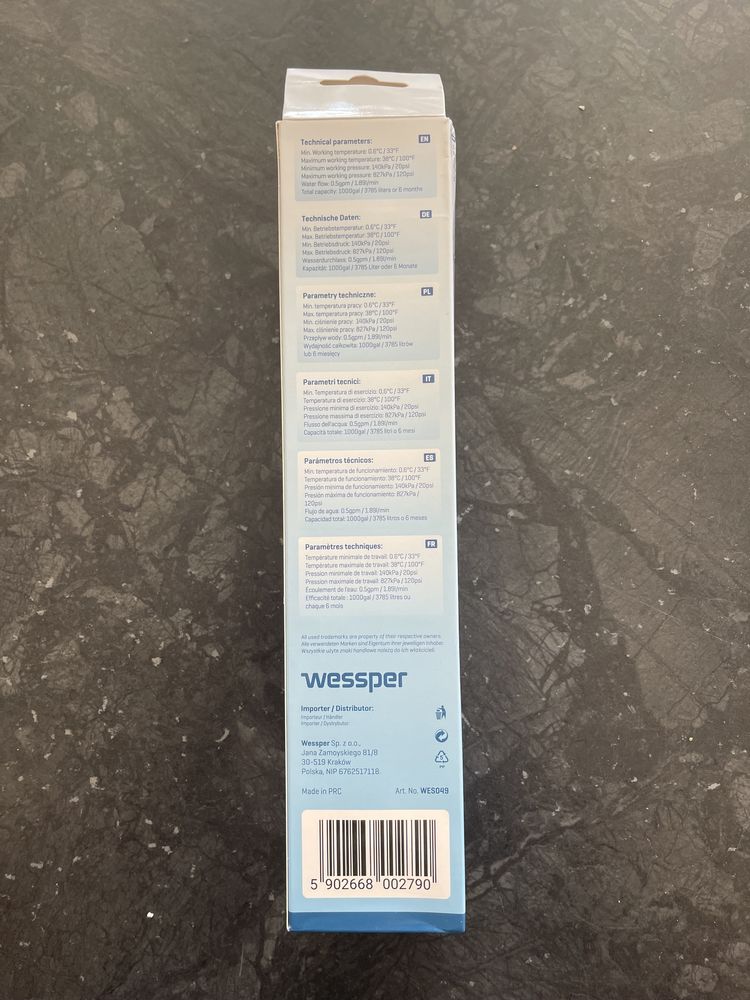 Technical parameters:
EN
Min. Working temperature: 0.6°C / 33°F
Maximum working temperature: 38°C / 100°F
Minimum working pressure: 140kPa / 20psi
Maximum working pressure: 827kPa / 120psi
Water flow: 0.5gpm / 1.89l/min
Total capacity: 1000gal / 3785 liters or 6 months
Technische Daten:
DE
Min. Betriebstemperatur: 0.6°C / 33°F
Max. Betriebstemperatur: 38°C / 100°F
Min. Betriebsdruck: 140kPa / 20psi
Max. Betriebsdruck: 827kPa / 120psi
Wasserdurchlass: 0.5gpm / 1.89l/min
Kapazität: 1000gal / 3785 Liter oder 6 Monate
Parametry techniczne:
PL
Min. temperatura pracy: 0.6°C / 33°F
Max. temperatura pracy: 38°C / 100°F
Min. ciśnienie pracy: 140kPa / 20psi
Max. ciśnienie pracy: 827kPa / 120psi
Przepływ wody: 0.5gpm / 1.89l/min
Wydajność całkowita: 1000gal / 3785 litrów
lub 6 miesięcy
Parametri tecnici:
IT
Min. Temperatura di esercizio: 0,6°C / 33°F
Temperatura di esercizio: 38°C / 100°F
Pressione minima di esercizio: 140kPa / 20psi
Pressione massima di esercizio: 827kPa / 120psi
Flusso dell'acqua: 0.5gpm / 1.89l/min
Capacità totale: 1000gal / 3785 litri o 6 mesi
Parámetros técnicos:
ES
Min: temperatura de funcionamiento: 0.6°C / 33°F
Temperatura de funcionamiento: 38°C / 100°F
Presión mínima de funcionamiento: 140kPa / 20psi
Presión máxima de funcionamiento: 827kPa /
120psi
Flujo de agua: 0.5gpm / 1.89l/min
Capacidad total: 1000gal / 3785 litros o 6 meses
Paramètres techniques:
FR
Température minimale de travail: 0.6°C / 33°F
Température maximale de travail: 38°C / 100°F
Pression minimale de travail: 140kPa / 20psi
Pression maximale de travail: 827kPa / 120psi
Écoulement de l'eau: 0.5gpm / 1.89l/min
Efficacité totale : 1000gal / 3785 litres ou
chaque 6 mois
All used trademarks are property of their respective owners.
Alle verwendeten Marken sind Eigentum ihrer jeweiligen Inhaber.
Wszystkie użyte znaki handlowe należą do ich właścicieli.
wessper
Importer / Distributor:
Importeur / Händler
Importer / Dystrybutor:
Wessper Sp. z o.o.,
Jana Zamoyskiego 81/8
30-519 Kraków
Polska, NIP 6762517118.
5
PP
Made in PRC
Art. No. WES049
5 902668 002790